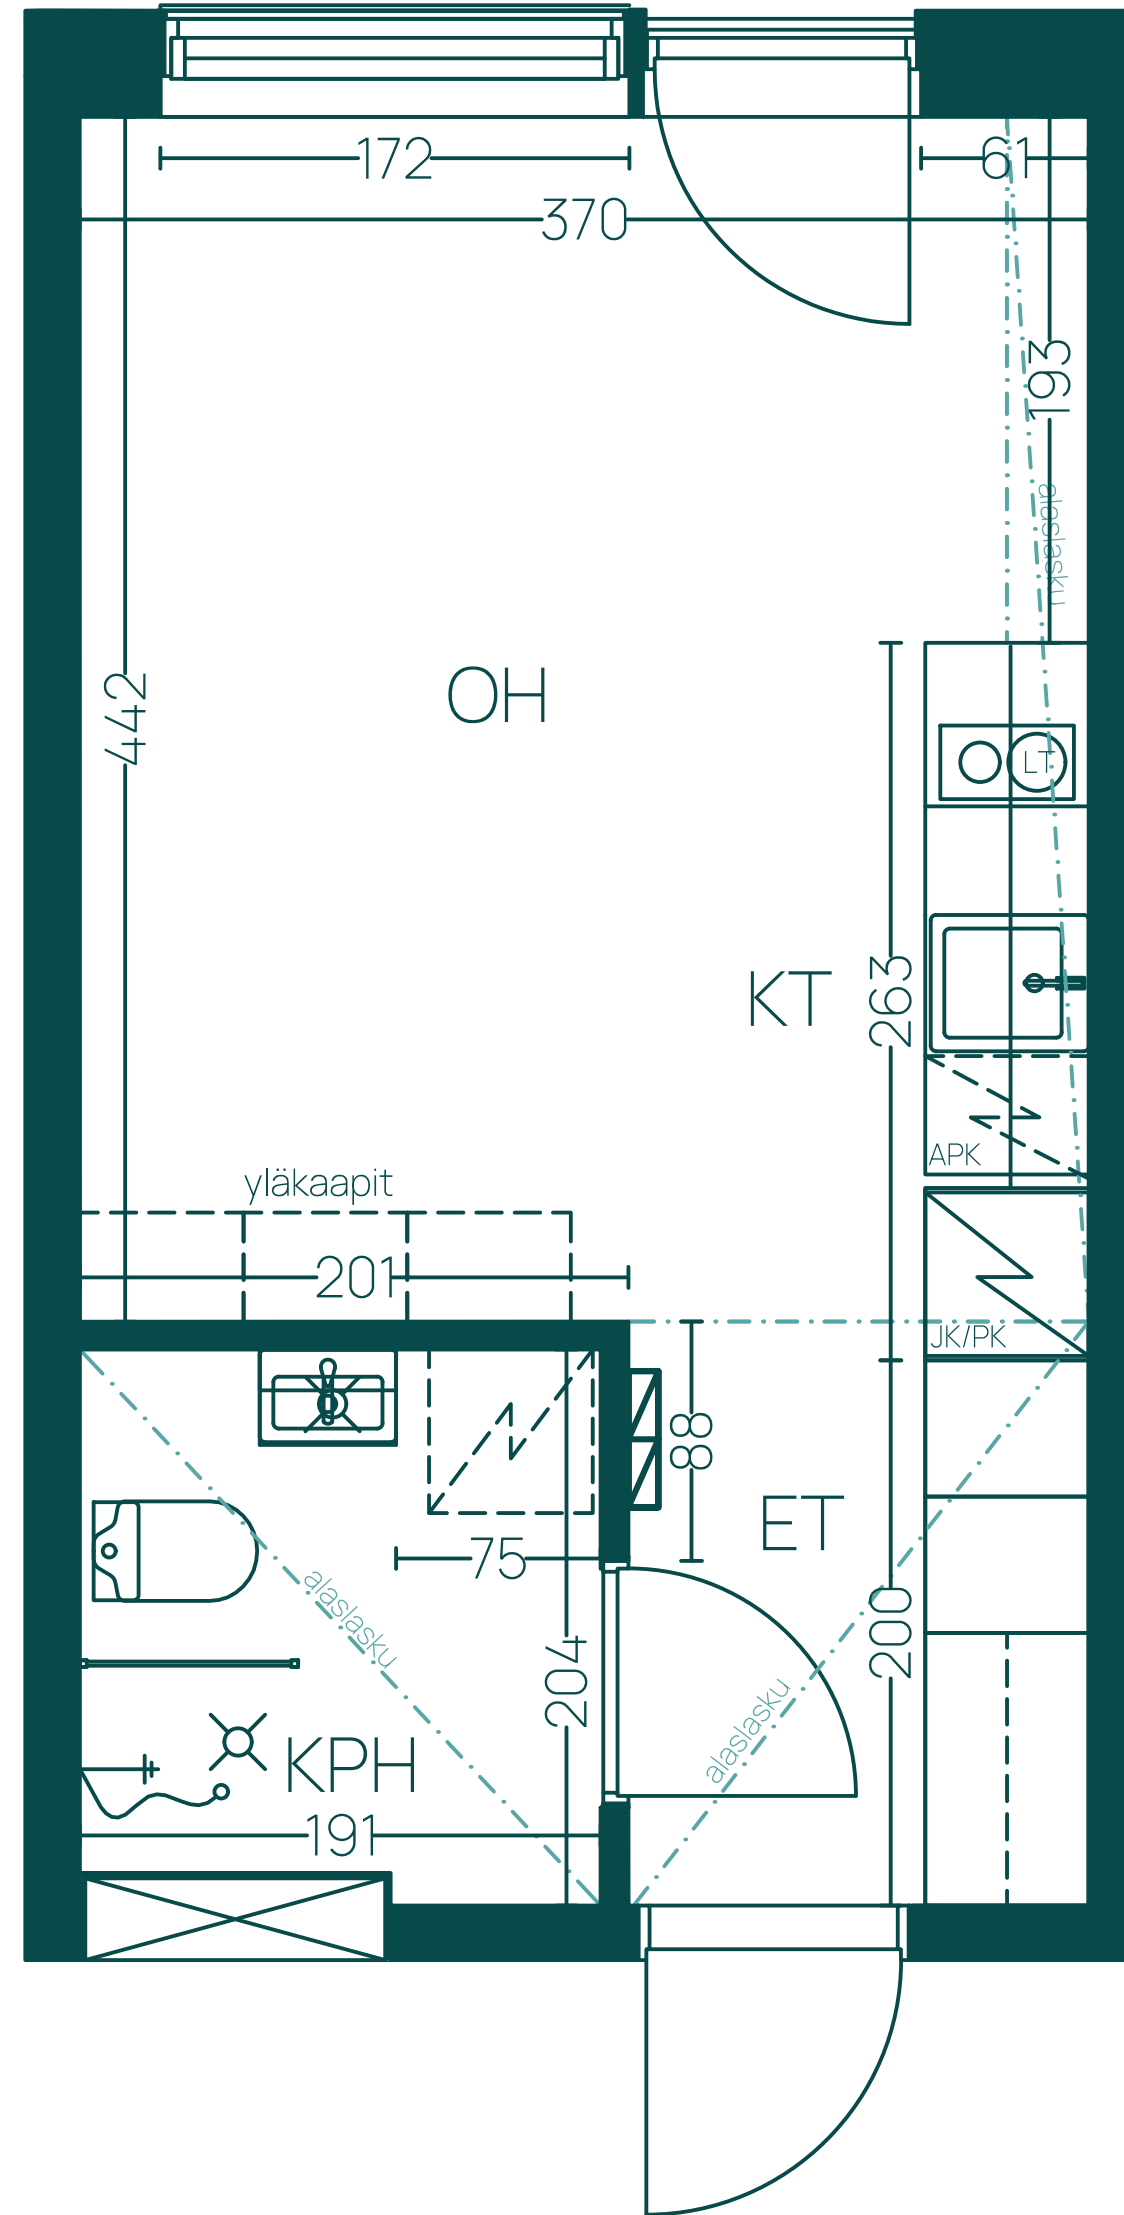 172
61
370
193
alaslasku
442
OH
LT
KT
263
APK
yläkaapit
201
JK/PK
88
ET
75
alaslasku
200
204
alaslasku
KPH
191